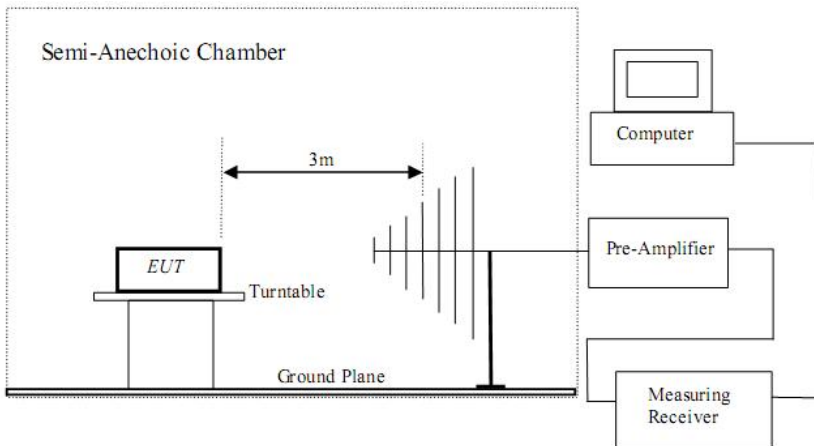 Semi-Anechoic Chamber
3m
EUT
Turntable
Ground Plane
Computer
Pre-Amplifier
Measuring
Receiver